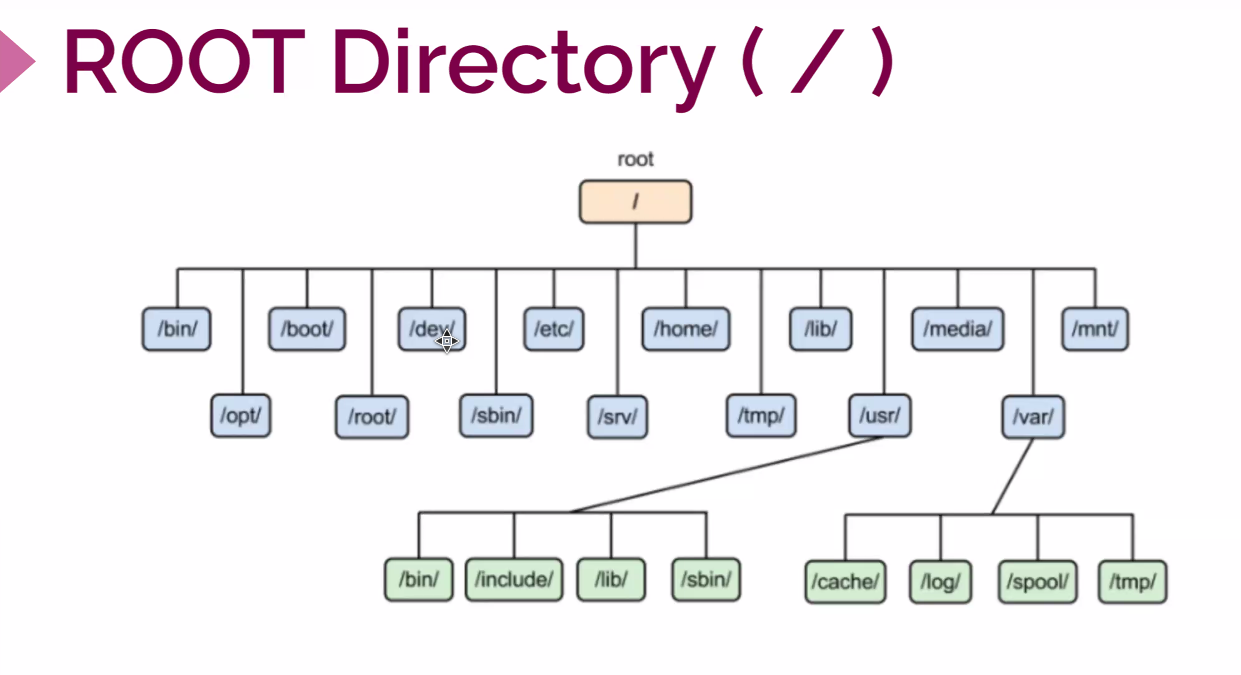 ROOT Directory ( / )
root
/
/bin/ /boot/ /dev/ /etc/ /home/ /lib/ /media/ /mnt/
/opt/ /root/ /sbin/ /srv/ /tmp/ /usr/ /var/
/bin/ /include/ /lib/ /sbin/ /cache/ /log/ /spool/ /tmp/